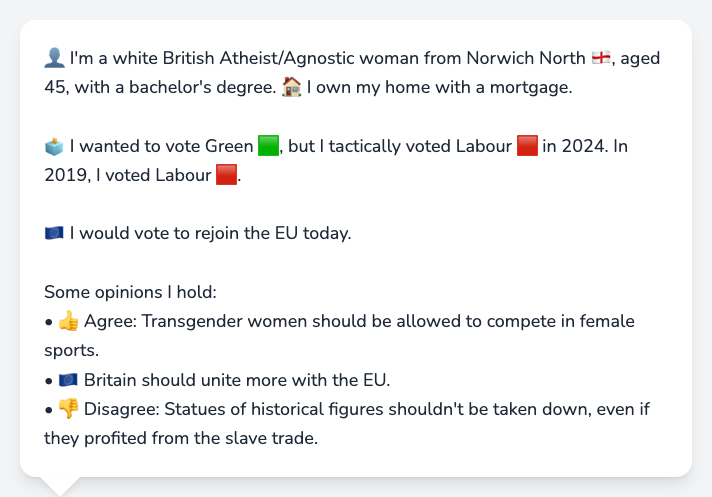 👤 I'm a white British Atheist/Agnostic woman from Norwich North 🏴󠁧󠁢󠁥󠁮󠁧󠁿, aged
45, with a bachelor's degree. 🏠 I own my home with a mortgage.
🗳️ I wanted to vote Green 🟩, but I tactically voted Labour 🟥 in 2024. In
2019, I voted Labour 🟥.
🇪🇺 I would vote to rejoin the EU today.
Some opinions I hold:
• 👍 Agree: Transgender women should be allowed to compete in female
sports.
• 🇪🇺 Britain should unite more with the EU.
• 👎 Disagree: Statues of historical figures shouldn't be taken down, even if
they profited from the slave trade.